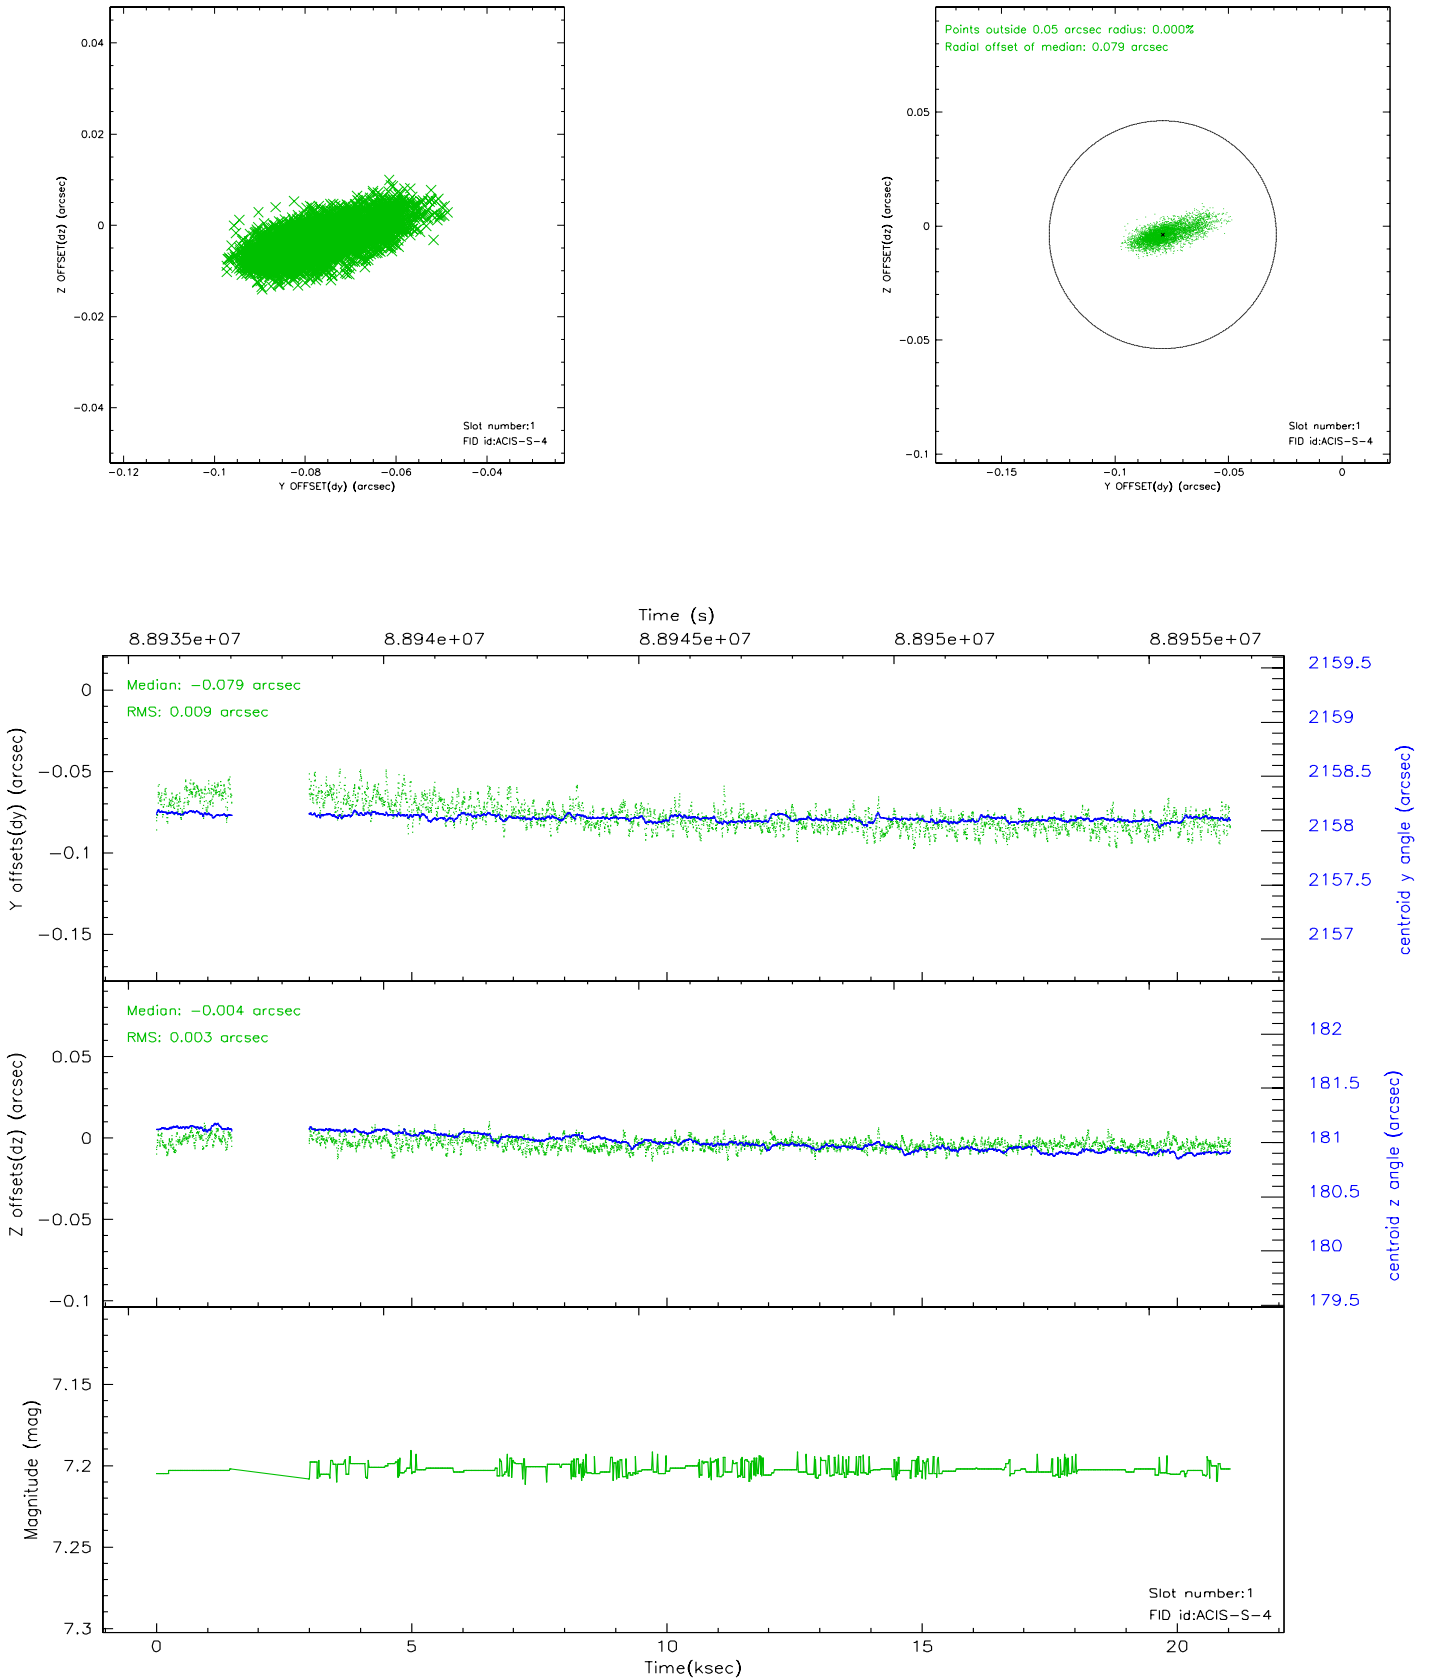 0.04
0.02
0
−0.02
−0.04
Z OFFSET(dz) (arcsec)
Slot number:1
FID id:ACIS−S−4
−0.12
−0.1
−0.08
−0.06
−0.04
Y OFFSET(dy) (arcsec)
Points outside 0.05 arcsec radius: 0.000%
Radial offset of median: 0.079 arcsec
0.05
0
−0.05
−0.1
Z OFFSET(dz) (arcsec)
Slot number:1
FID id:ACIS−S−4
−0.15
−0.1
−0.05
0
Y OFFSET(dy) (arcsec)
Time (s)
8.8935e+07
8.894e+07
8.8945e+07
8.895e+07
8.8955e+07
Median: −0.079 arcsec
RMS: 0.009 arcsec
0
−0.05
−0.1
−0.15
Y offsets(dy) (arcsec)
2159.5
2159
2158.5
2158
2157.5
2157
centroid y angle (arcsec)
Median: −0.004 arcsec
RMS: 0.003 arcsec
0.05
0
−0.05
−0.1
Z offsets(dz) (arcsec)
182
181.5
181
180.5
180
179.5
centroid z angle (arcsec)
7.15
7.2
7.25
7.3
Magnitude (mag)
Slot number:1
FID id:ACIS−S−4
0
5
10
15
20
Time(ksec)